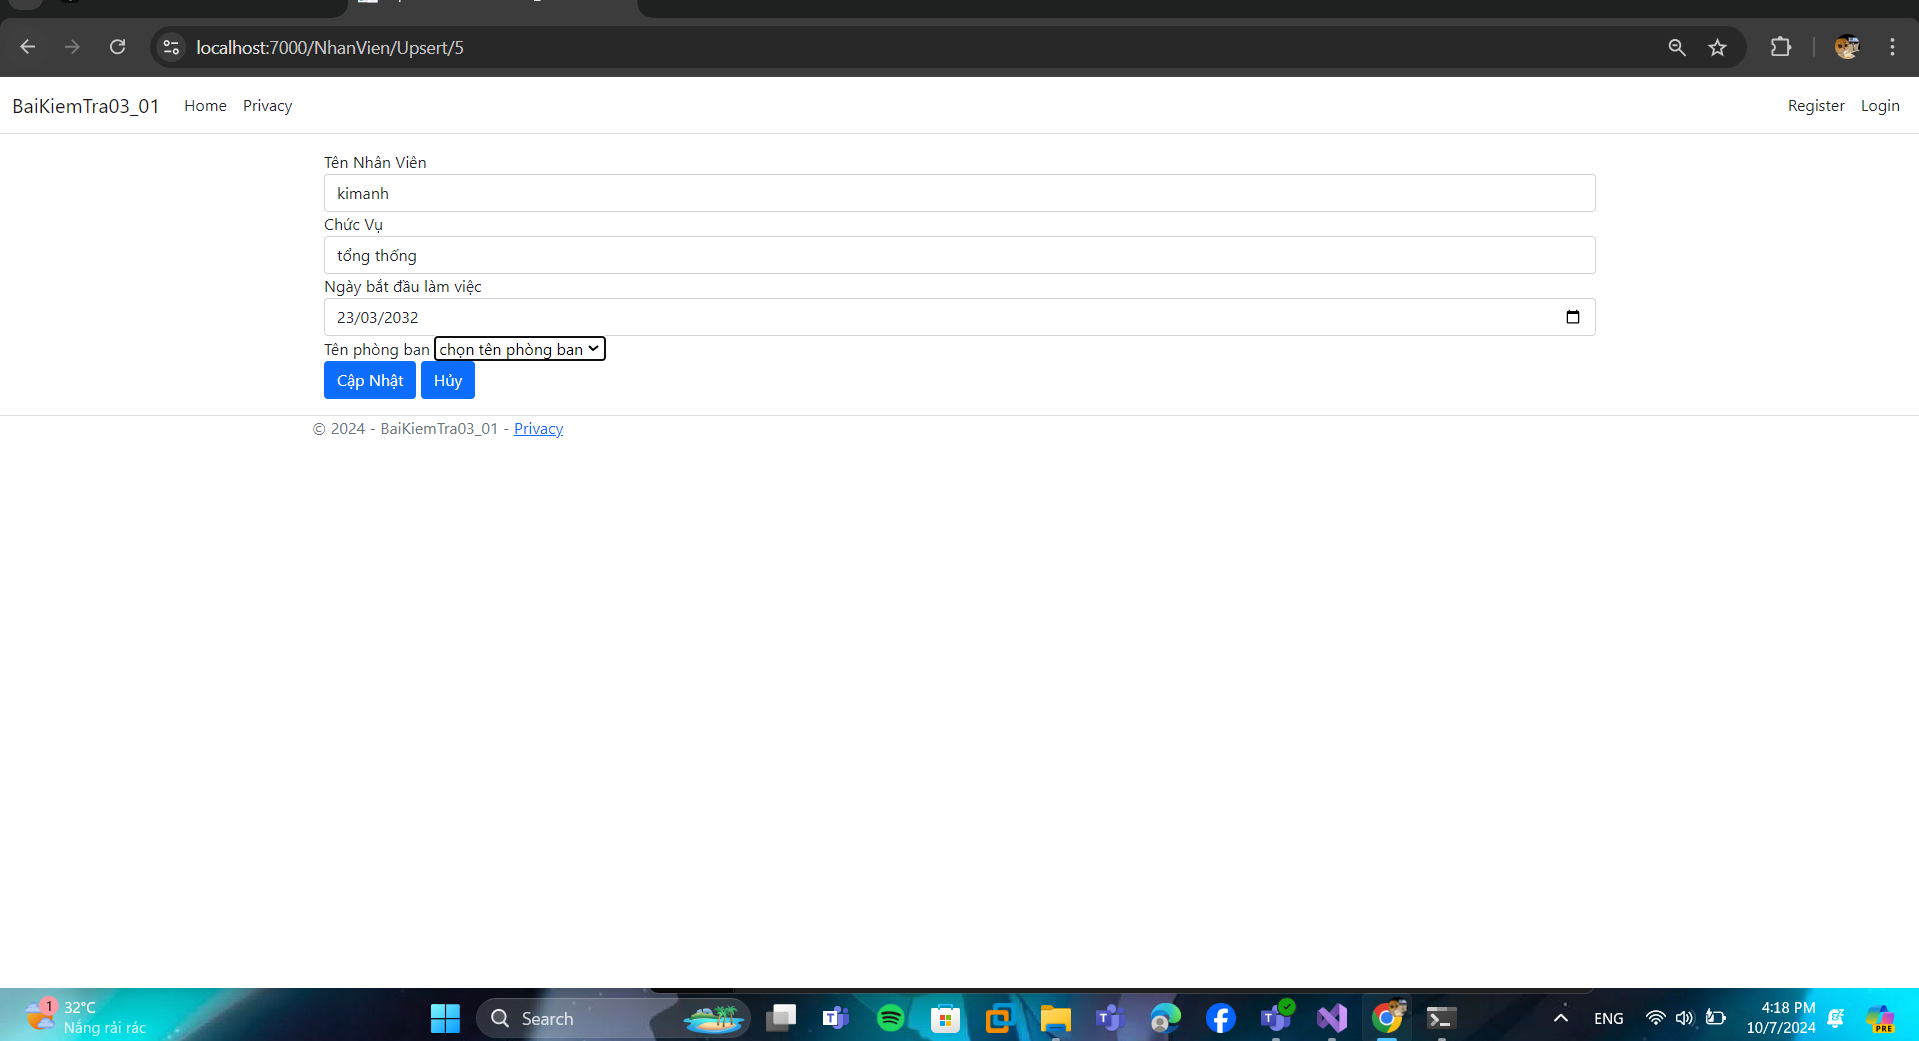 localhost:7000/NhanVien/Upsert/5
BaiKiemTra03_01 Home Privacy Register Login
Tên Nhân Viên
kimanh
Chức Vụ
tổng thống
Ngày bắt đầu làm việc
23/03/2032
Tên phòng ban chọn tên phòng ban
Cập Nhật Hủy
© 2024 - BaiKiemTra03_01 - Privacy
1
32°C
Nắng rải rác
Search
ENG
4:18 PM
10/7/2024
PRE